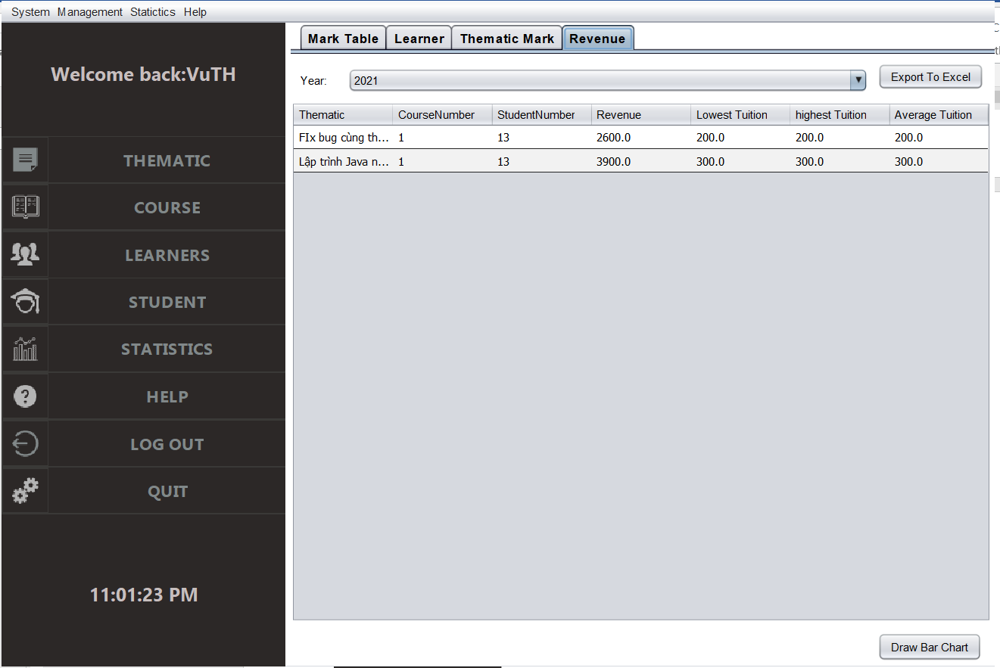 System Management Statictics Help
Welcome back:VuTH
THEMATIC
COURSE
LEARNERS
STUDENT
STATISTICS
HELP
LOG OUT
QUIT
11:01:23 PM
Mark Table Learner Thematic Mark Revenue
Year: 2021 Export To Excel
Thematic CourseNumber StudentNumber Revenue Lowest Tuition highest Tuition Average Tuition
FIx bug cùng th... 1 13 2600.0 200.0 200.0 200.0
Lập trình Java n... 1 13 3900.0 300.0 300.0 300.0
Draw Bar Chart